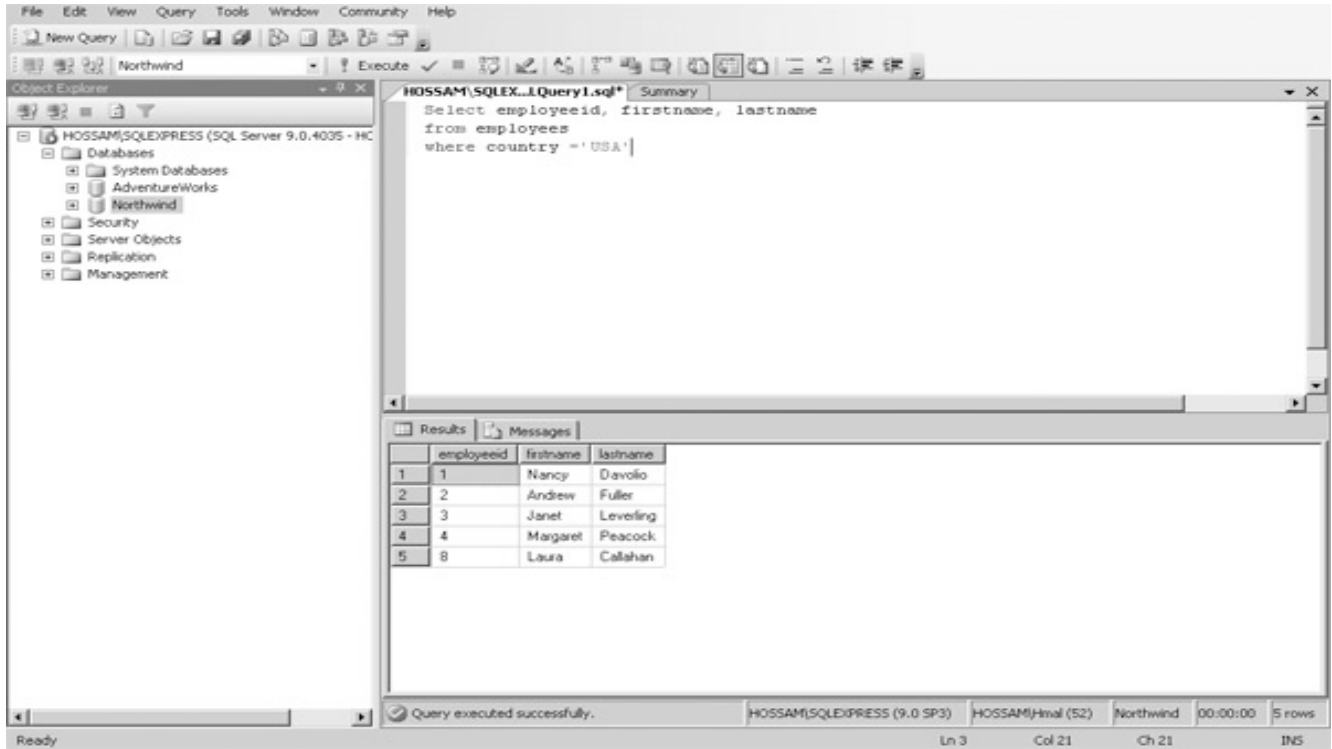 File Edit View Query Tools Window Community Help
New Query
Northwind Execute
Object Explorer
HOSSAM\SQLEXPRESS (SQL Server 9.0.4035 - HO
Databases
System Databases
AdventureWorks
Northwind
Security
Server Objects
Replication
Management
HOSSAM\SQLEX...LQuery1.sql* Summary
Select employeeid, firstname, lastname
from employees
where country ='USA'
Results Messages
employeeid firstname lastname
1 1 Nancy Davolio
2 2 Andrew Fuller
3 3 Janet Leverling
4 4 Margaret Peacock
5 8 Laura Callahan
Query executed successfully. HOSSAM\SQLEXPRESS (9.0 SP3) HOSSAM\Hmal (52) Northwind 00:00:00 5 rows
Ready Ln 3 Col 21 Ch 21 INS